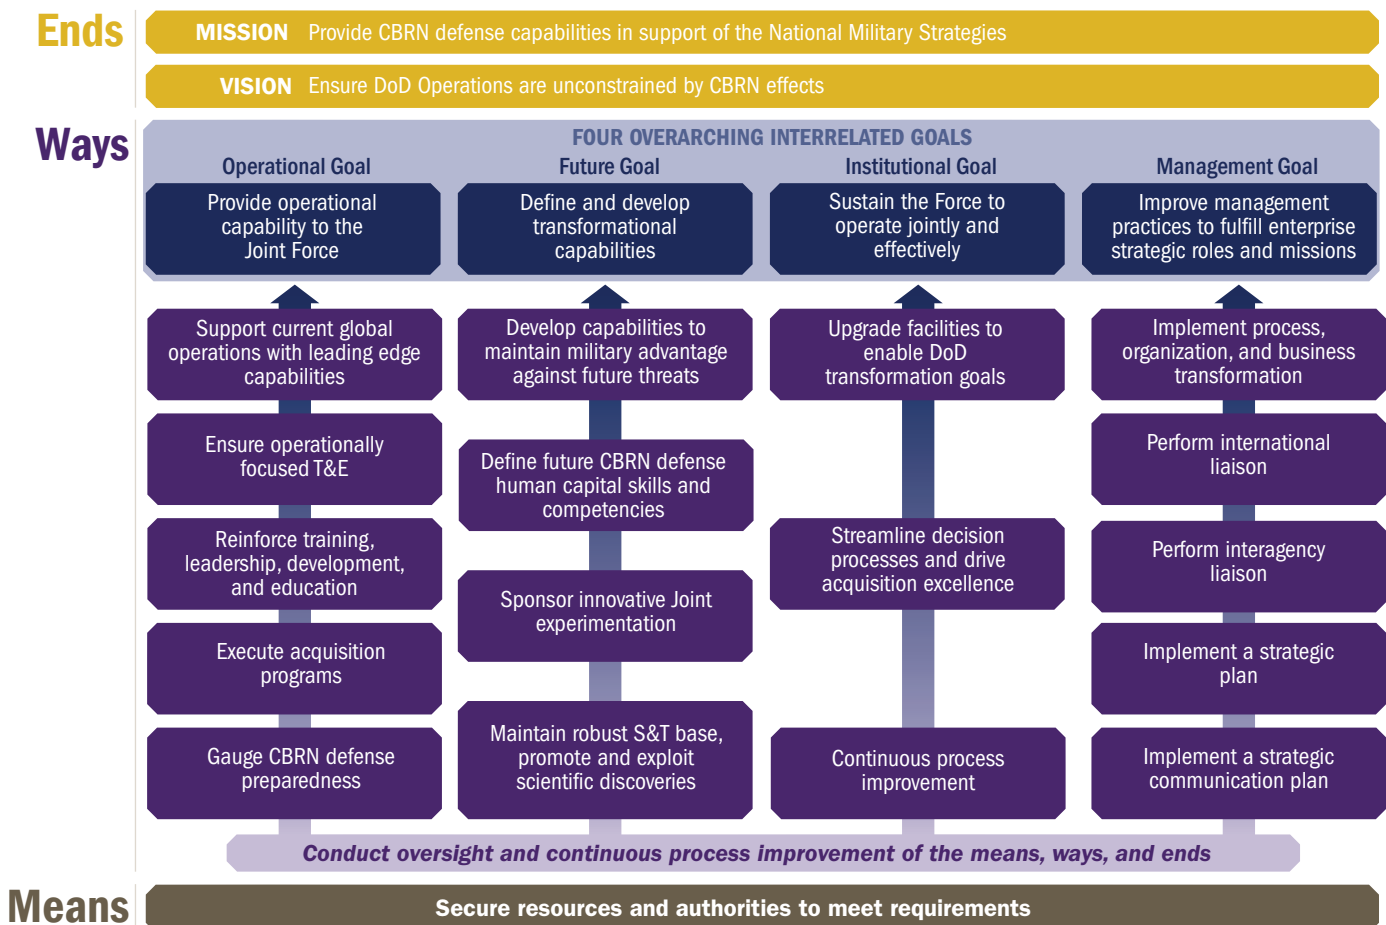 Ends
MISSION Provide CBRN defense capabilities in support of the National Military Strategies
VISION Ensure DoD Operations are unconstrained by CBRN effects
Ways
FOUR OVERARCHING INTERRELATED GOALS
Operational Goal
Provide operational
capability to the
Joint Force
Support current global
operations with leading edge
capabilities
Ensure operationally
focused T&E
Reinforce training,
leadership, development,
and education
Execute acquisition
programs
Gauge CBRN defense
preparedness
Future Goal
Define and develop
transformational
capabilities
Develop capabilities to
maintain military advantage
against future threats
Define future CBRN defense
human capital skills and
competencies
Sponsor innovative Joint
experimentation
Maintain robust S&T base,
promote and exploit
scientific discoveries
Institutional Goal
Sustain the Force to
operate jointly and
effectively
Upgrade facilities to
enable DoD
transformation goals
Streamline decision
processes and drive
acquisition excellence
Continuous process
improvement
Management Goal
Improve management
practices to fulfill enterprise
strategic roles and missions
Implement process,
organization, and business
transformation
Perform international
liaison
Perform interagency
liaison
Implement a strategic
plan
Implement a strategic
communication plan
Conduct oversight and continuous process improvement of the means, ways, and ends
Means
Secure resources and authorities to meet requirements